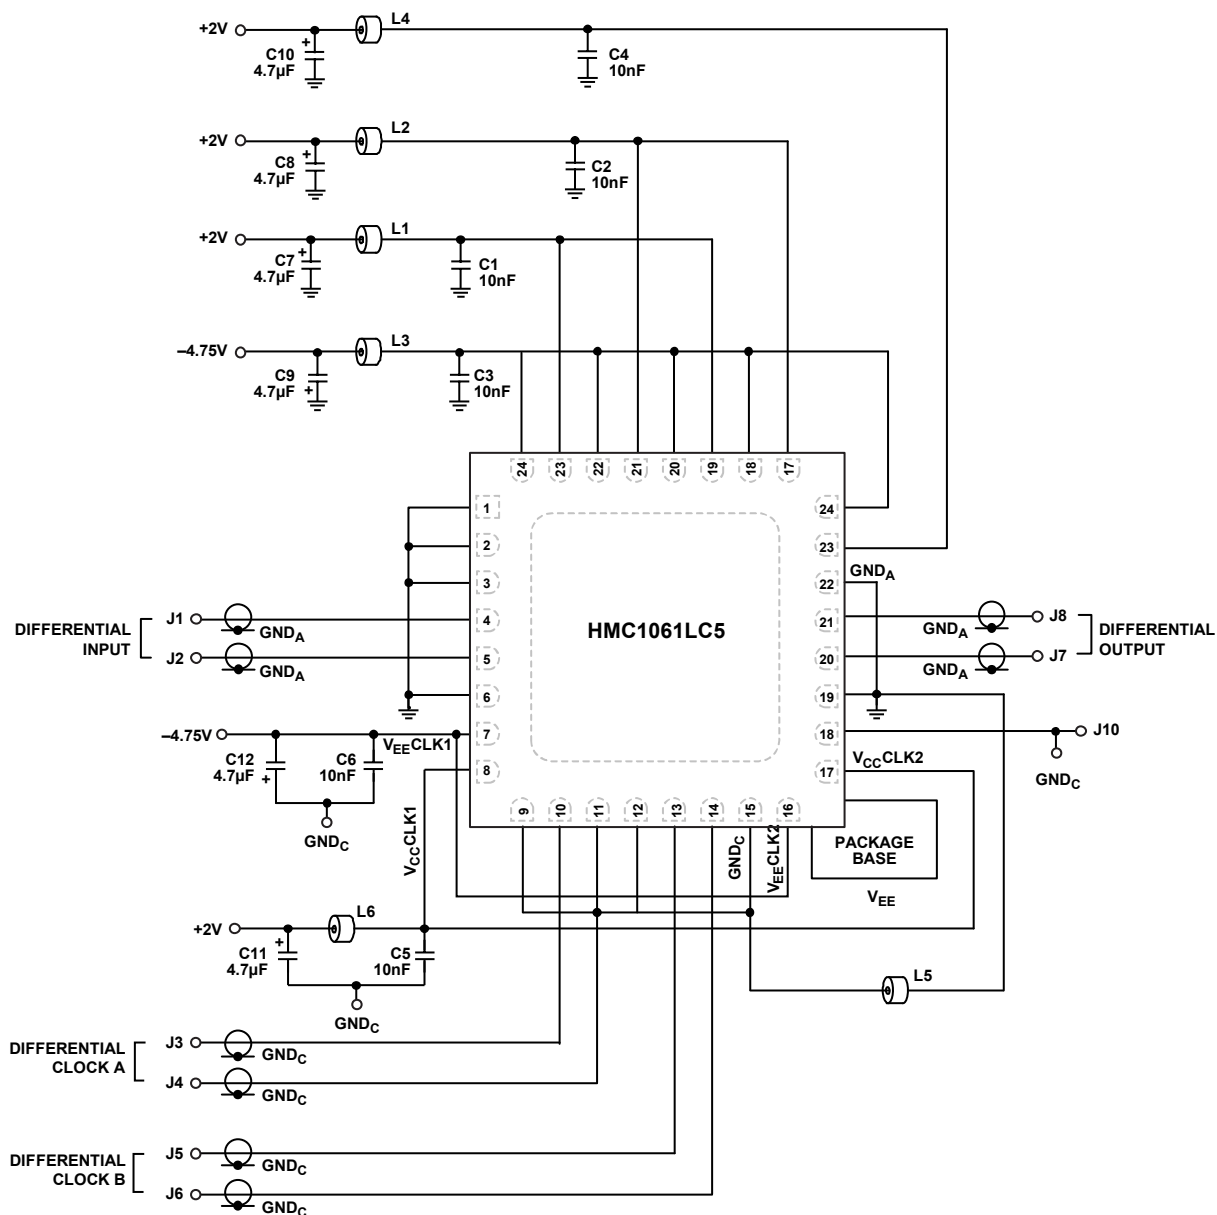 +2V
L4
+
C10
4.7µF
C4
10nF
+2V
L2
+
C8
4.7µF
C2
10nF
+2V
L1
+
C7
4.7µF
C1
10nF
–4.75V
L3
C9
4.7µF
+
C3
10nF
24
23
22
21
20
19
18
17
1
2
3
4
5
6
7
8
24
23
22
21
20
19
18
17
9
10
11
12
13
14
15
16
HMC1061LC5
GNDA
DIFFERENTIAL
INPUT
J1
GNDA
J2
GNDA
GNDA
J8
GNDA
J7
DIFFERENTIAL
OUTPUT
–4.75V
VEECLK1
C12
4.7µF
+
C6
10nF
GNDC
VCCCLK1
J10
GNDC
VCCCLK2
GNDC
VEECLK2
PACKAGE
BASE
VEE
+2V
L6
+
C11
4.7µF
C5
10nF
GNDC
L5
DIFFERENTIAL
CLOCK A
J3
GNDC
J4
GNDC
DIFFERENTIAL
CLOCK B
J5
GNDC
J6
GNDC